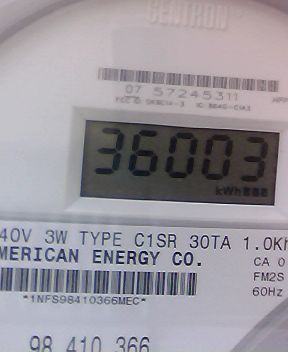 CENTRON
07 57245311
36003
kWh
40V 3W TYPE C1SR 30TA 1.0Kh
MERICAN ENERGY CO.
CA 0
FM2S
*1NFS98410366MEC*
60Hz
98 410 366